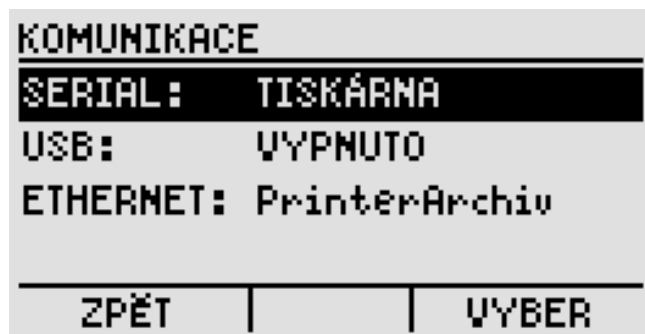 KOMUNIKACE
SERIAL: TISKÁRNA
USB: VYPNUTO
ETHERNET: PrinterArchiv
ZPĚT VYBER